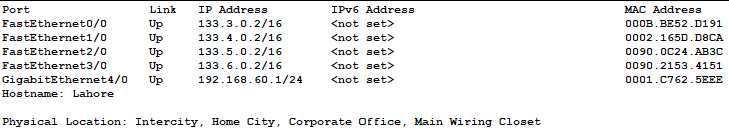 Port Link IP Address IPv6 Address MAC Address
FastEthernet0/0 Up 133.3.0.2/16 <not set> 000B.BE52.D191
FastEthernet1/0 Up 133.4.0.2/16 <not set> 0002.165D.D8CA
FastEthernet2/0 Up 133.5.0.2/16 <not set> 0090.0C24.AB3C
FastEthernet3/0 Up 133.6.0.2/16 <not set> 0090.2153.4151
GigabitEthernet4/0 Up 192.168.60.1/24 <not set> 0001.C762.5EEE
Hostname: Lahore
Physical Location: Intercity, Home City, Corporate Office, Main Wiring Closet